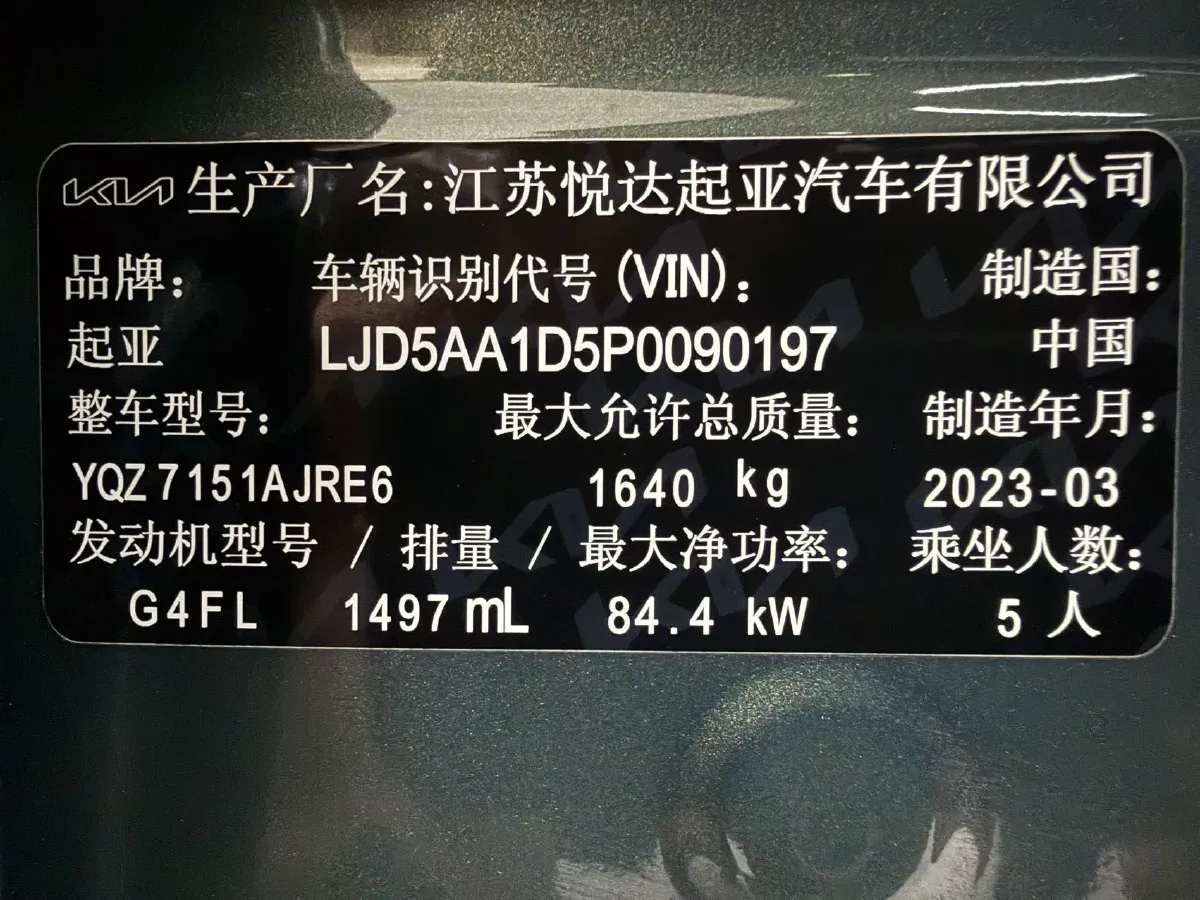 KIA 生产厂名:江苏悦达起亚汽车有限公司
品牌: 车辆识别代号(VIN): 制造国:
起亚 LJD5AA1D5P0090197 中国
整车型号: 最大允许总质量: 制造年月:
YQZ7151AJRE6 1640 kg 2023-03
发动机型号 / 排量 / 最大净功率: 乘坐人数:
G4FL 1497 mL 84.4 kW 5 人